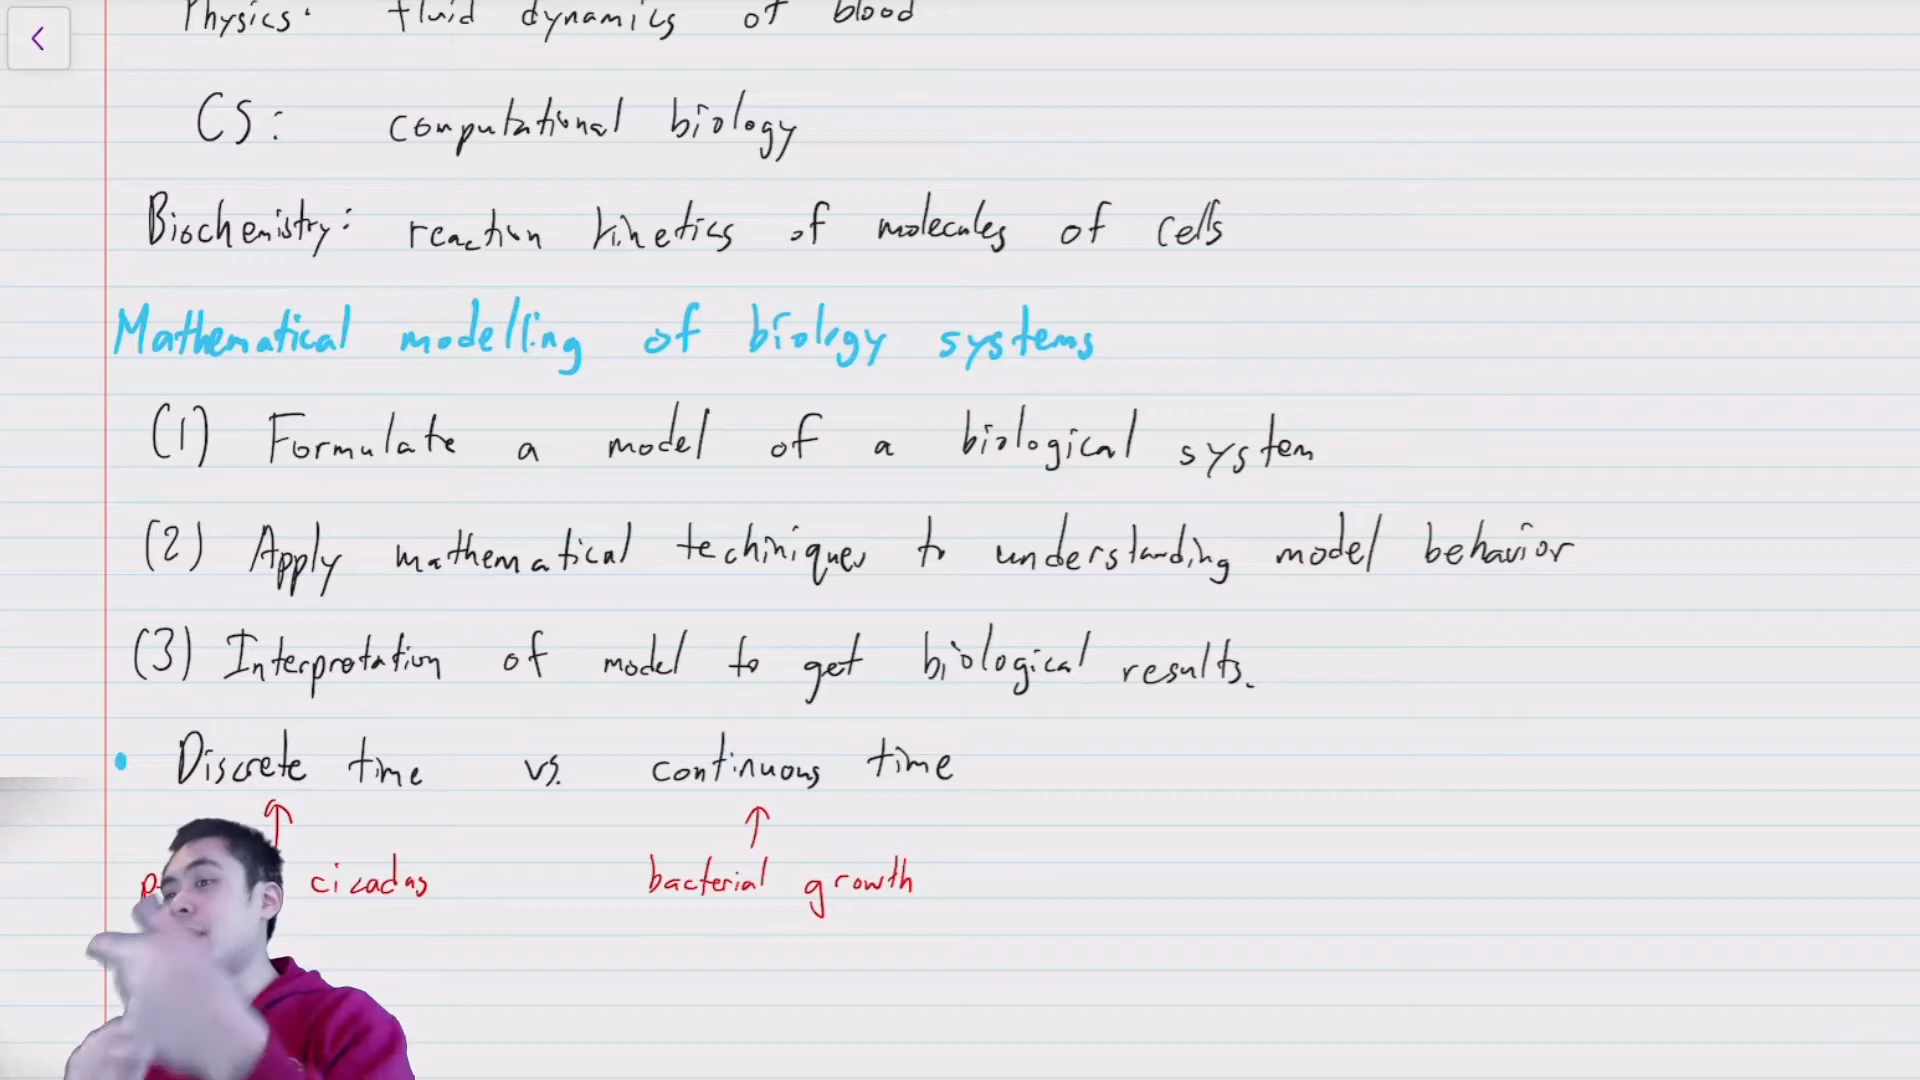 Physics: fluid dynamics of blood
CS: computational biology
Biochemistry: reaction kinetics of molecules of cells
Mathematical modelling of biology systems
(1) Formulate a model of a biological system
(2) Apply mathematical techiniques to understanding model behavior
(3) Interprotation of model to get biological results.
• Discrete time vs. continuous time
cicadas bacterial growth